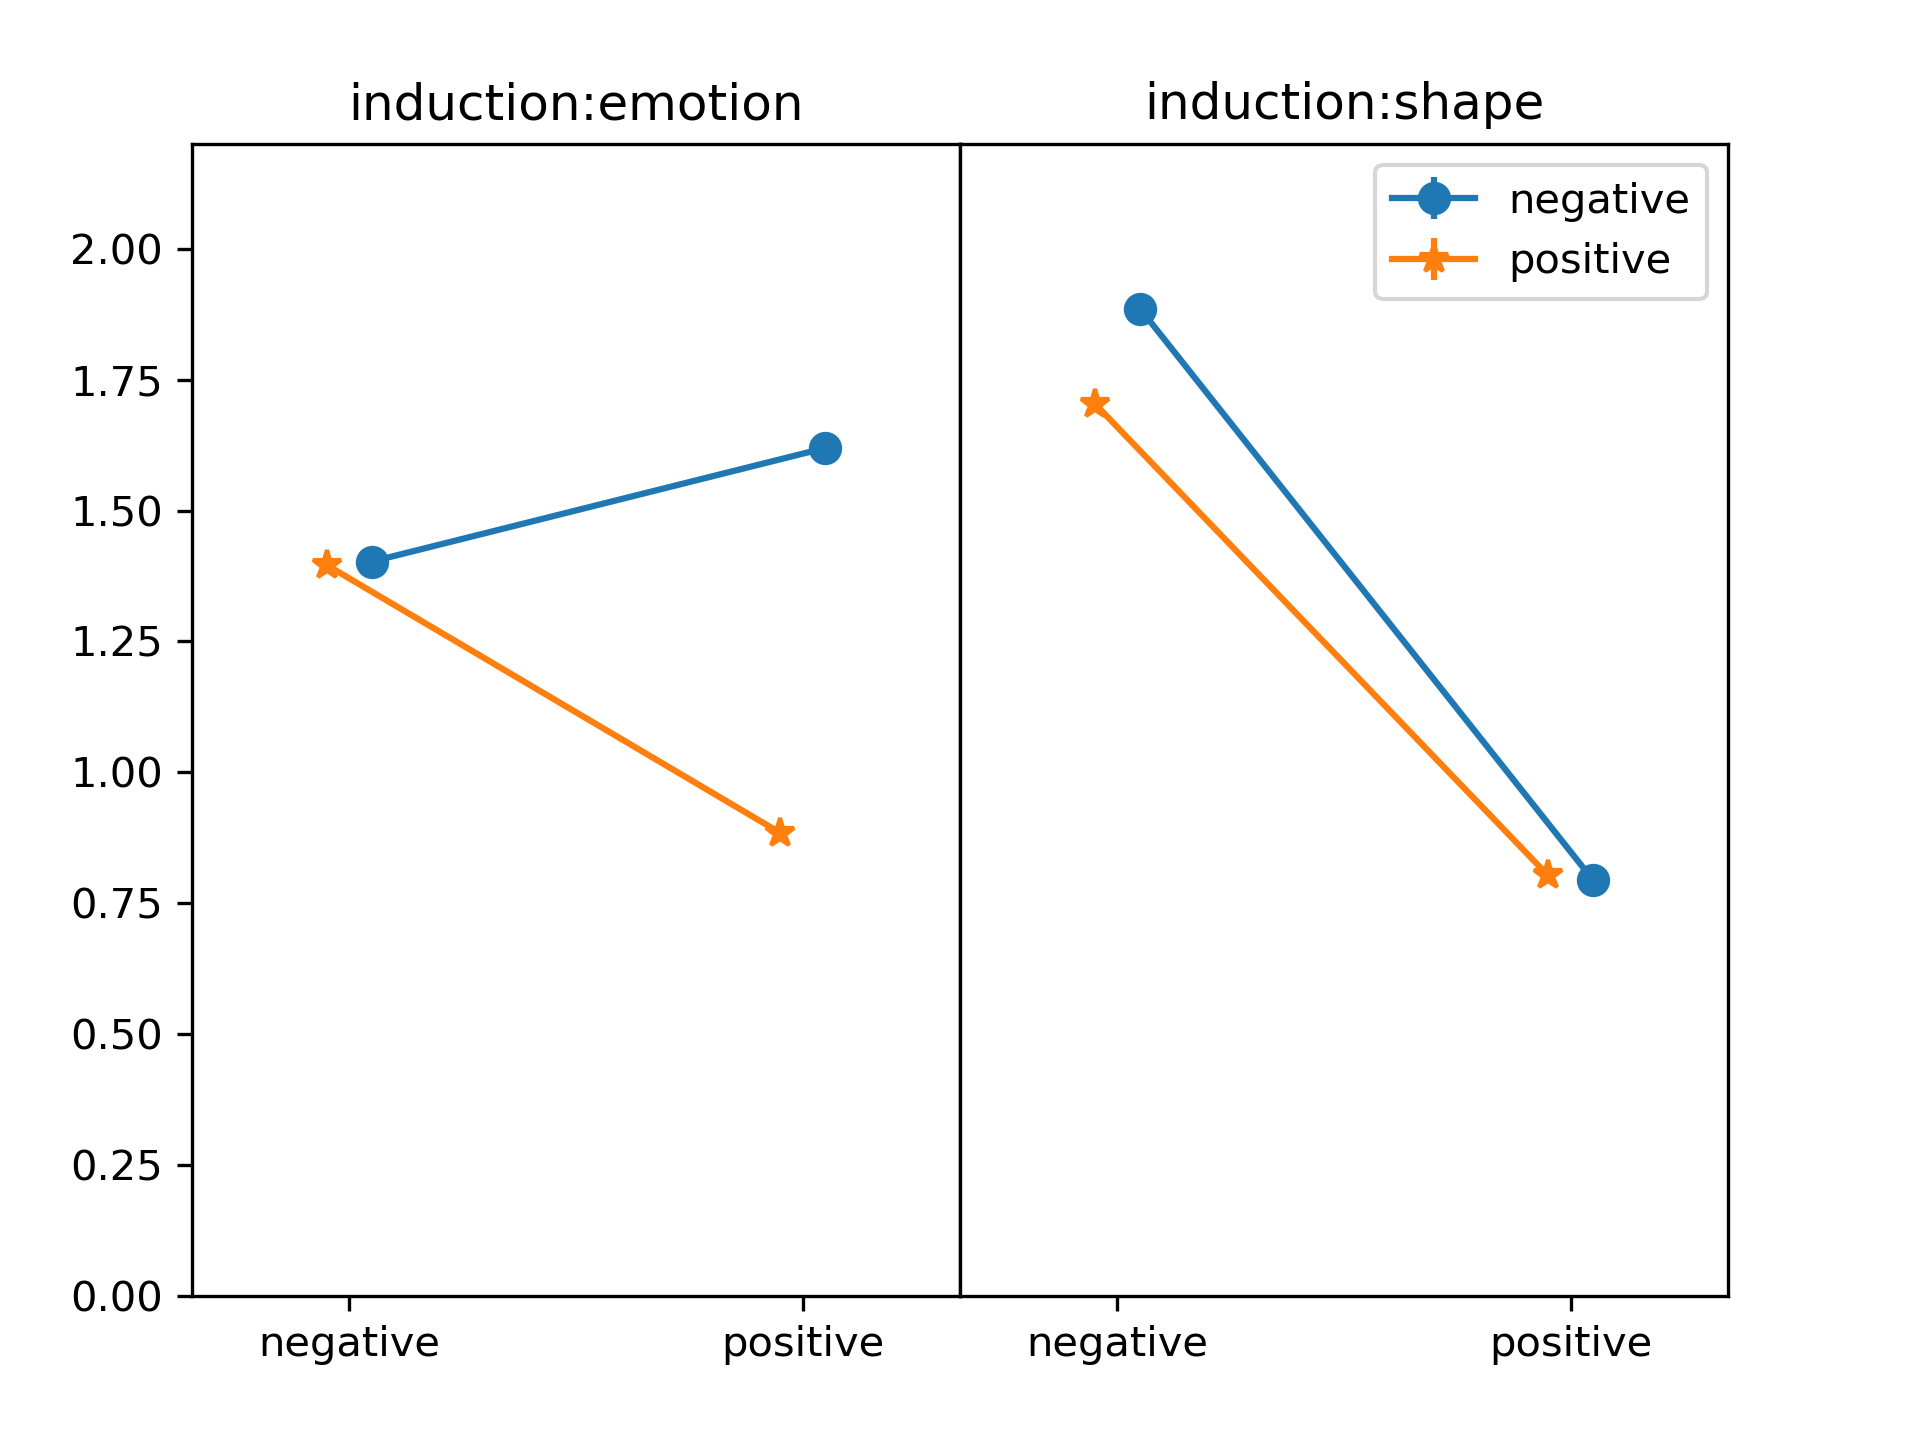 induction:emotion
induction:shape
negative
positive
2.00
1.75
1.50
1.25
1.00
0.75
0.50
0.25
0.00
negative
positive
negative
positive